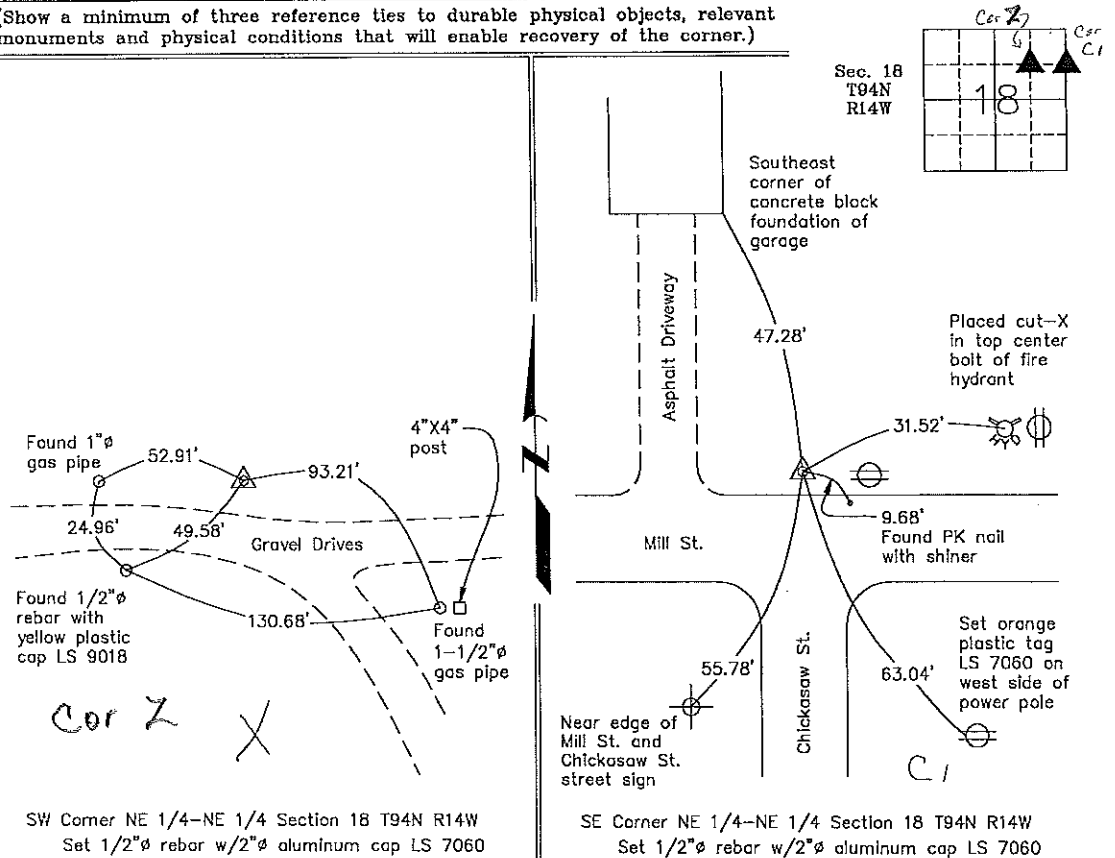 (Show a minimum of three reference ties to durable physical objects, relevant
monuments and physical conditions that will enable recovery of the corner.)
Cor Z
Cor
C1
Sec. 18
T94N
R14W
18
Found 1"ø
gas pipe
52.91'
93.21'
4"X4"
post
24.96'
49.58'
Gravel Drives
Found 1/2"ø
rebar with
yellow plastic
cap LS 9018
130.68'
Found
1-1/2"ø
gas pipe
Cor Z X
SW Corner NE 1/4-NE 1/4 Section 18 T94N R14W
Set 1/2"ø rebar w/2"ø aluminum cap LS 7060
Z
Southeast
corner of
concrete block
foundation of
garage
Asphalt Driveway
47.28'
Placed cut-X
in top center
bolt of fire
hydrant
31.52'
9.68'
Found PK nail
with shiner
Mill St.
55.78'
Chickasaw St.
63.04'
Set orange
plastic tag
LS 7060 on
west side of
power pole
Near edge of
Mill St. and
Chickasaw St.
street sign
C1
SE Corner NE 1/4-NE 1/4 Section 18 T94N R14W
Set 1/2"ø rebar w/2"ø aluminum cap LS 7060